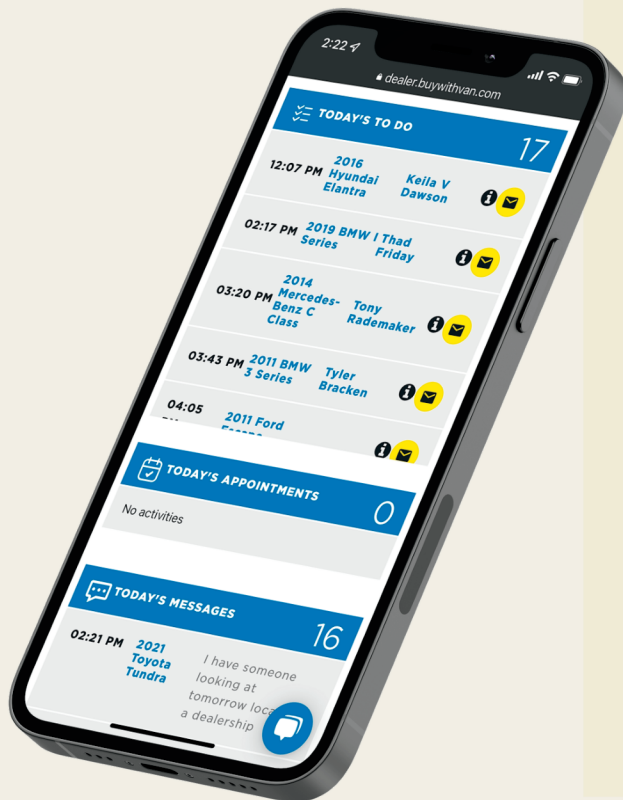 2:22
dealer.buywithvan.com
TODAY'S TO DO 17
12:07 PM 2016 Hyundai Elantra Keila V Dawson
02:17 PM 2019 BMW I Series Thad Friday
03:20 PM 2014 Mercedes-Benz C Class Tony Rademaker
03:43 PM 2011 BMW 3 Series Tyler Bracken
04:05 2011 Ford
TODAY'S APPOINTMENTS 0
No activities
TODAY'S MESSAGES 16
02:21 PM 2021 Toyota Tundra
I have someone
looking at
tomorrow
a dealership